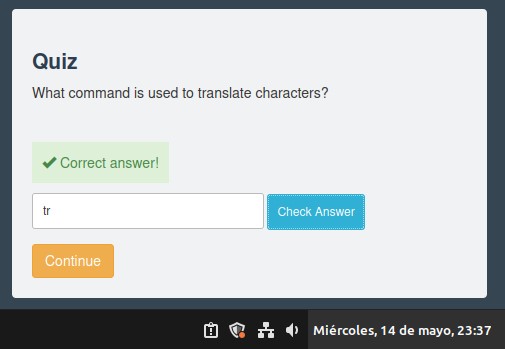 Quiz
What command is used to translate characters?
Correct answer!
tr
Check Answer
Continue
Miércoles, 14 de mayo, 23:37